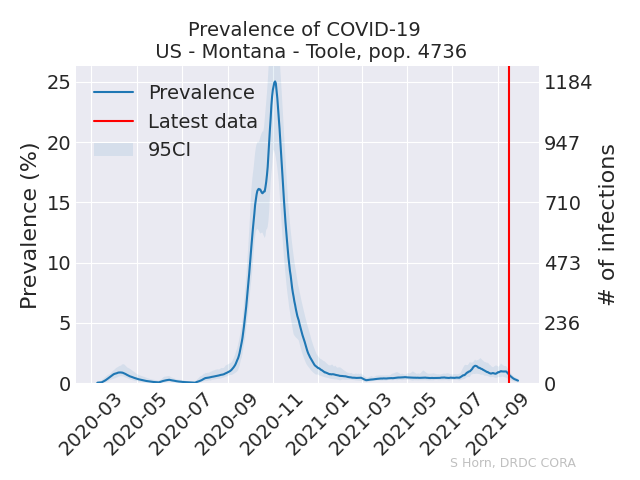 Prevalence of COVID-19
US - Montana - Toole, pop. 4736
Prevalence
Latest data
95CI
Prevalence (%)
25
20
15
10
5
0
1184
947
710
473
236
0
# of infections
2020-03
2020-05
2020-07
2020-09
2020-11
2021-01
2021-03
2021-05
2021-07
2021-09
S Horn, DRDC CORA